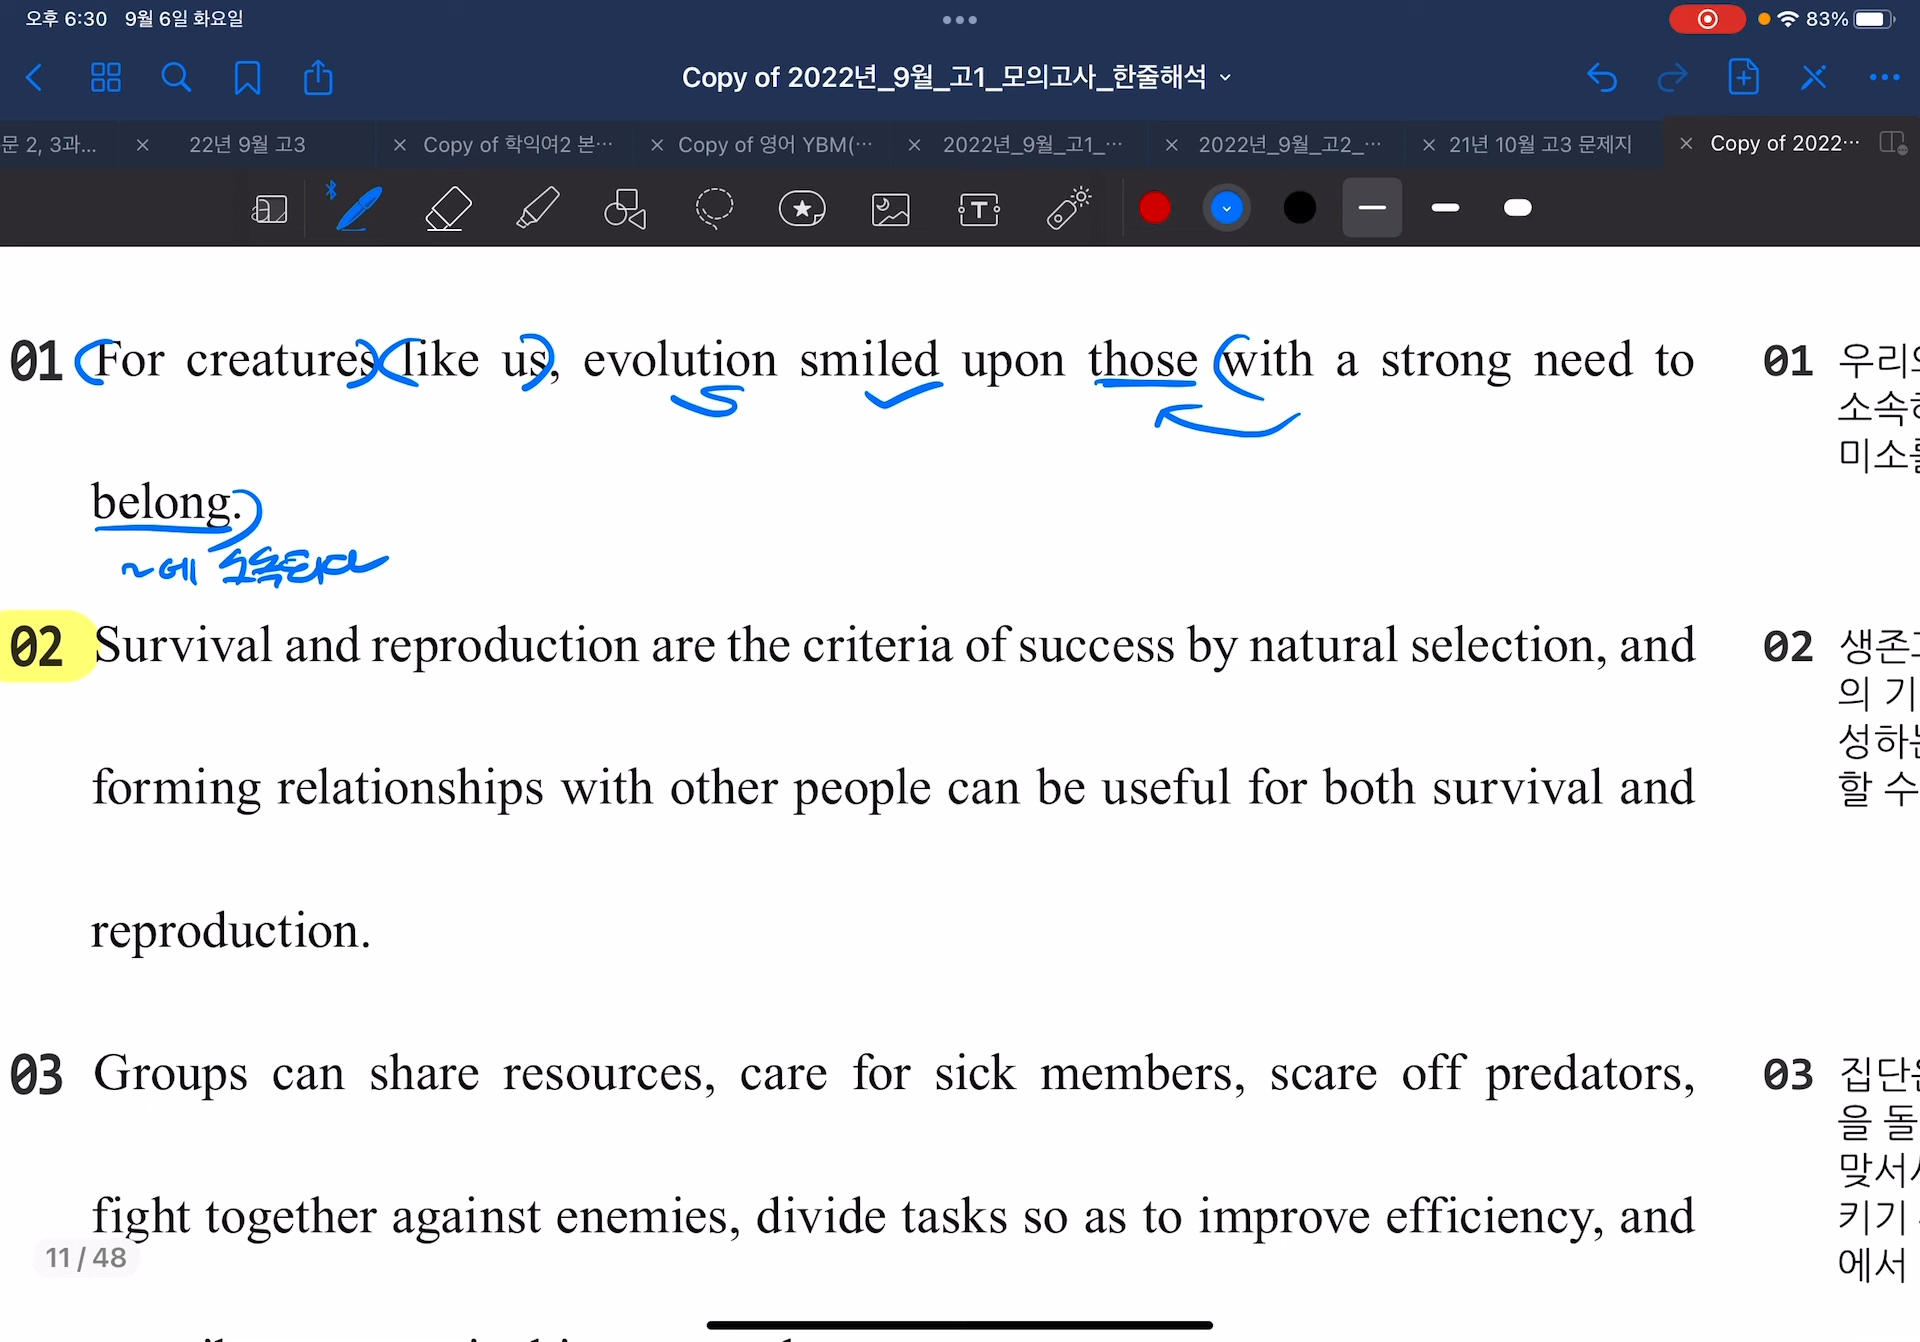 오후 6:30 9월 6일 화요일
83%
Copy of 2022년_9월_고1_모의고사_한줄해석
문 2, 3과... 22년 9월 고3 Copy of 학익여2 본... Copy of 영어 YBM(... 2022년_9월_고1_... 2022년_9월_고2_... 21년 10월 고3 문제지 Copy of 2022...
01 For creatures like us, evolution smiled upon those with a strong need to
belong.
S
~에 소속되다
02 Survival and reproduction are the criteria of success by natural selection, and
forming relationships with other people can be useful for both survival and
reproduction.
03 Groups can share resources, care for sick members, scare off predators,
fight together against enemies, divide tasks so as to improve efficiency, and
11 / 48
01 우리
소속
미소
02 생존
의 기
성하
할 수
03 집단
을 돌
맞서
키기
에서